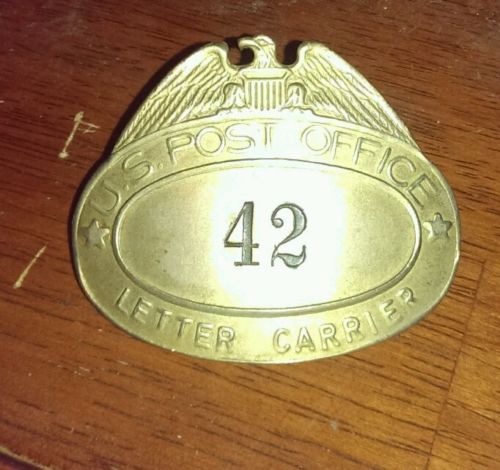 U.S. POST OFFICE
42
LETTER CARRIER